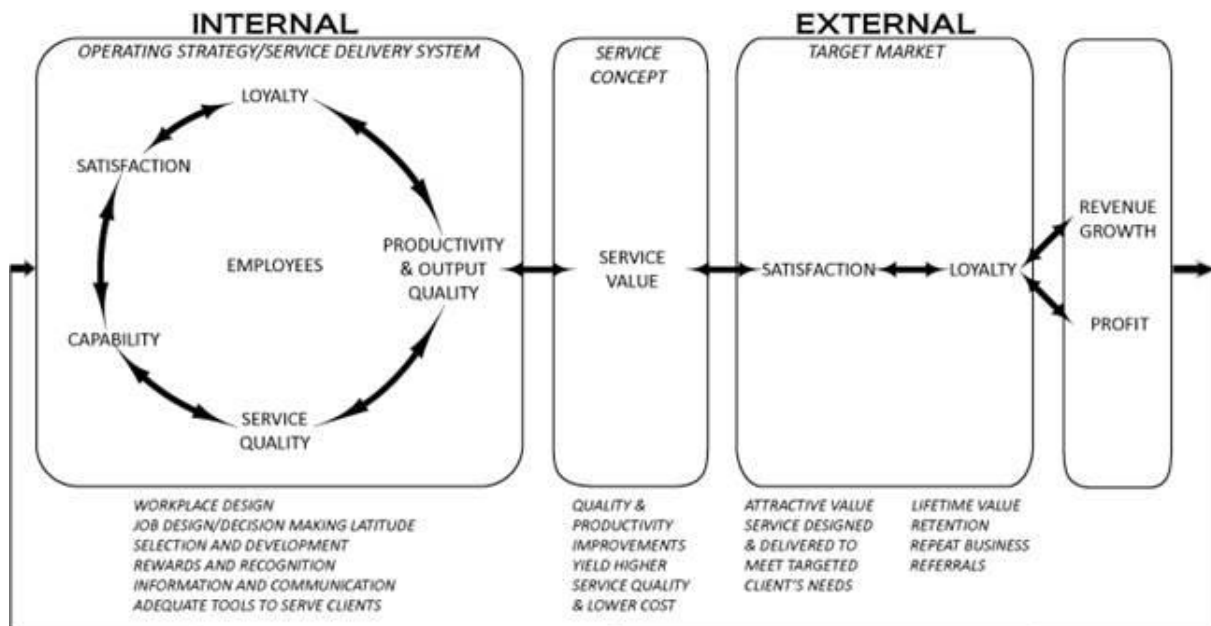 INTERNAL
OPERATING STRATEGY/SERVICE DELIVERY SYSTEM
LOYALTY
SATISFACTION
EMPLOYEES
PRODUCTIVITY
& OUTPUT
QUALITY
CAPABILITY
SERVICE
QUALITY
SERVICE
CONCEPT
SERVICE
VALUE
EXTERNAL
TARGET MARKET
SATISFACTION
LOYALTY
REVENUE
GROWTH
PROFIT
WORKPLACE DESIGN
JOB DESIGN/DECISION MAKING LATITUDE
SELECTION AND DEVELOPMENT
REWARDS AND RECOGNITION
INFORMATION AND COMMUNICATION
ADEQUATE TOOLS TO SERVE CLIENTS
QUALITY &
PRODUCTIVITY
IMPROVEMENTS
YIELD HIGHER
SERVICE QUALITY
& LOWER COST
ATTRACTIVE VALUE
SERVICE DESIGNED
& DELIVERED TO
MEET TARGETED
CLIENT'S NEEDS
LIFETIME VALUE
RETENTION
REPEAT BUSINESS
REFERRALS